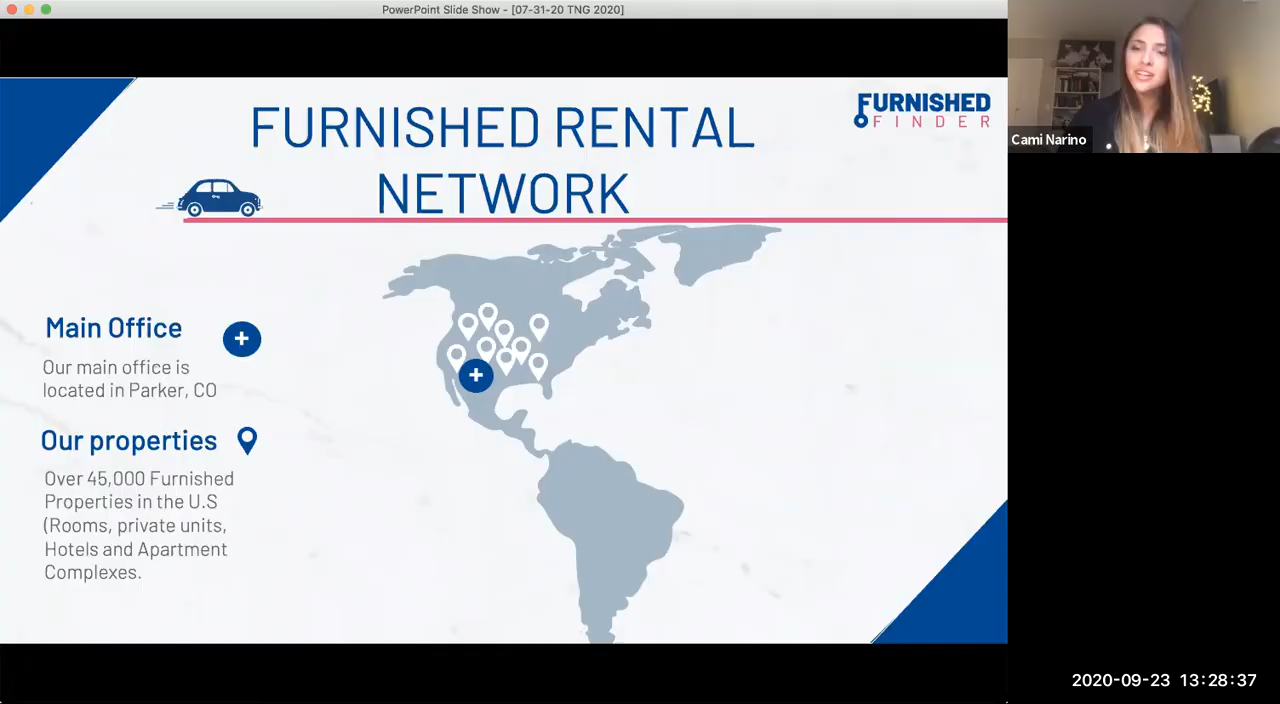 PowerPoint Slide Show - [07-31-20 TNG 2020]
FURNISHED RENTAL
NETWORK
FURNISHED
FINDER
Cami Narino
Main Office
Our main office is
located in Parker, CO
Our properties
Over 45,000 Furnished
Properties in the U.S
(Rooms, private units,
Hotels and Apartment
Complexes.
2020-09-23 13:28:37